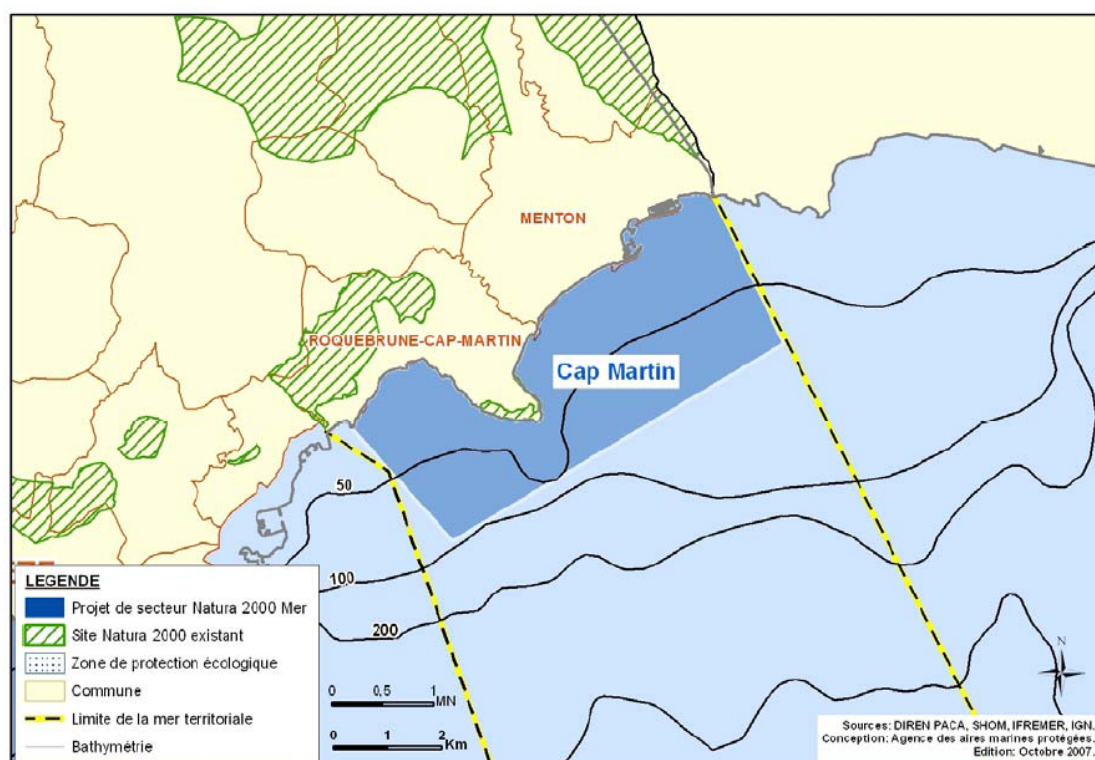 MENTON
ROQUEBRUNE-CAP-MARTIN
Cap Martin
50
100
200
LEGENDE
Projet de secteur Natura 2000 Mer
Site Natura 2000 existant
Zone de protection écologique
Commune
Limite de la mer territoriale
Bathymétrie
0 0,5 1
MN
0 1 2
Km
N
Sources: DIREN PACA, SHOM, IFREMER, IGN.
Conception: Agence des aires marines protégées.
Edition: Octobre 2007.